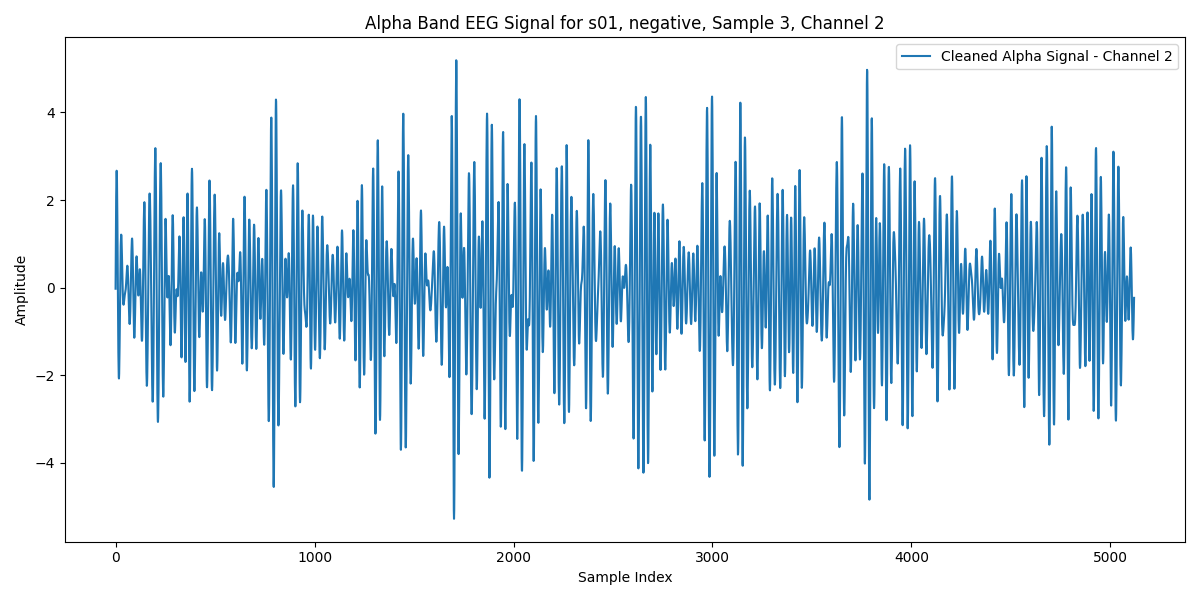 Alpha Band EEG Signal for s01, negative, Sample 3, Channel 2
Cleaned Alpha Signal - Channel 2
Amplitude
4
2
0
−2
−4
0 1000 2000 3000 4000 5000
Sample Index